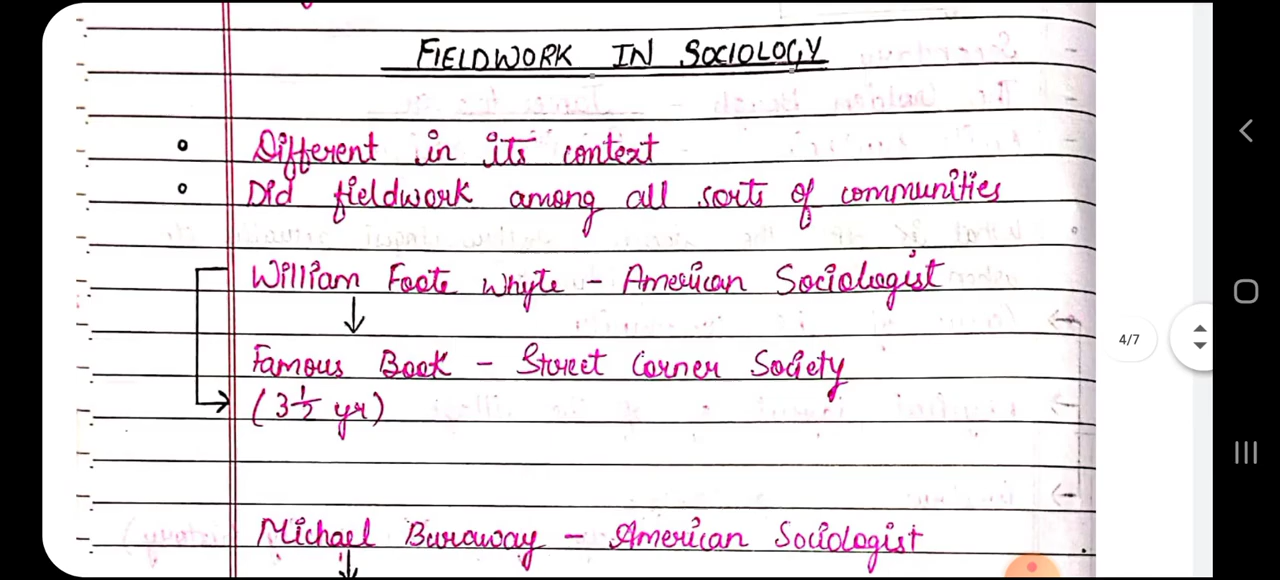 FIELDWORK IN SOCIOLOGY
Different in its context
Did fieldwork among all sorts of communities
William Foote Whyte - American Sociologist
↓
Famous Book - Street Corner Society
(3½ yr)
4/7
Michael Buraway - American Sociologist
↓